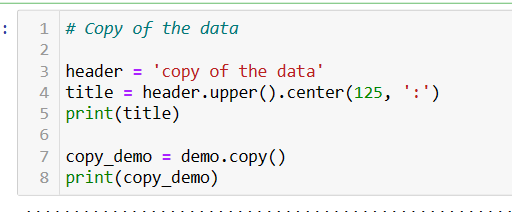 :
1 # Copy of the data
2
3 header = 'copy of the data'
4 title = header.upper().center(125, ':')
5 print(title)
6
7 copy_demo = demo.copy()
8 print(copy_demo)